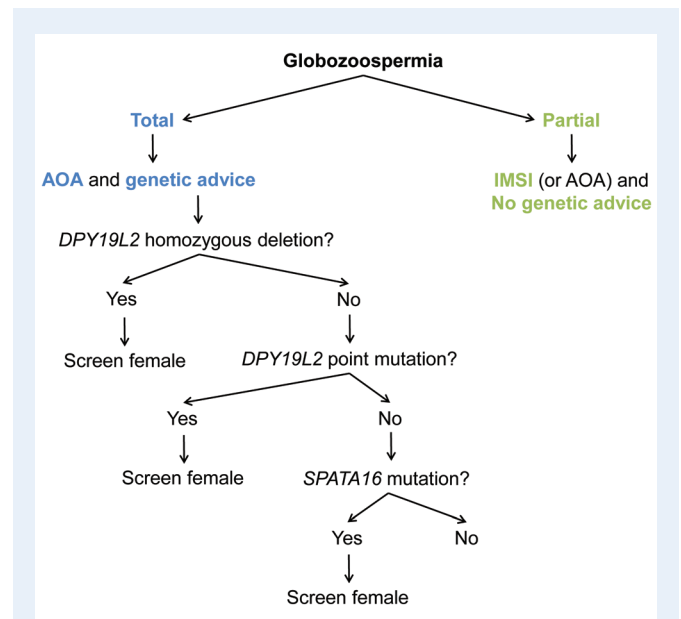 Globozoospermia
Total
Partial
AOA and genetic advice
IMSI (or AOA) and
No genetic advice
DPY19L2 homozygous deletion?
Yes
No
Screen female
DPY19L2 point mutation?
Yes
No
Screen female
SPATA16 mutation?
Yes
No
Screen female